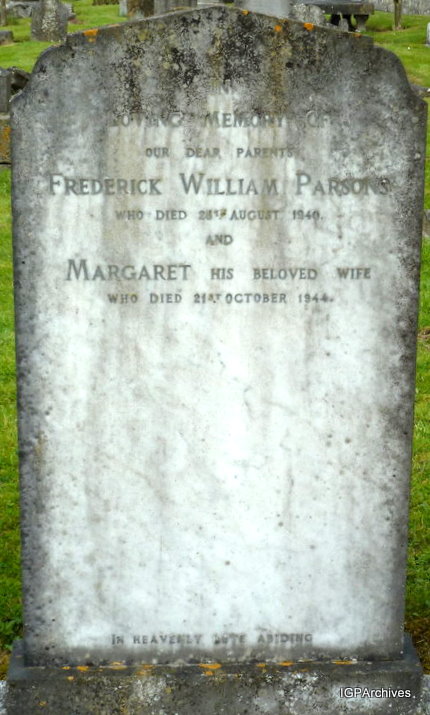 IN
LOVING MEMORY OF
OUR DEAR PARENTS
FREDERICK WILLIAM PARSONS
WHO DIED 28TH AUGUST 1940.
AND
MARGARET HIS BELOVED WIFE
WHO DIED 21ST OCTOBER 1944.
IN HEAVENLY LOVE ABIDING
IGPArchives